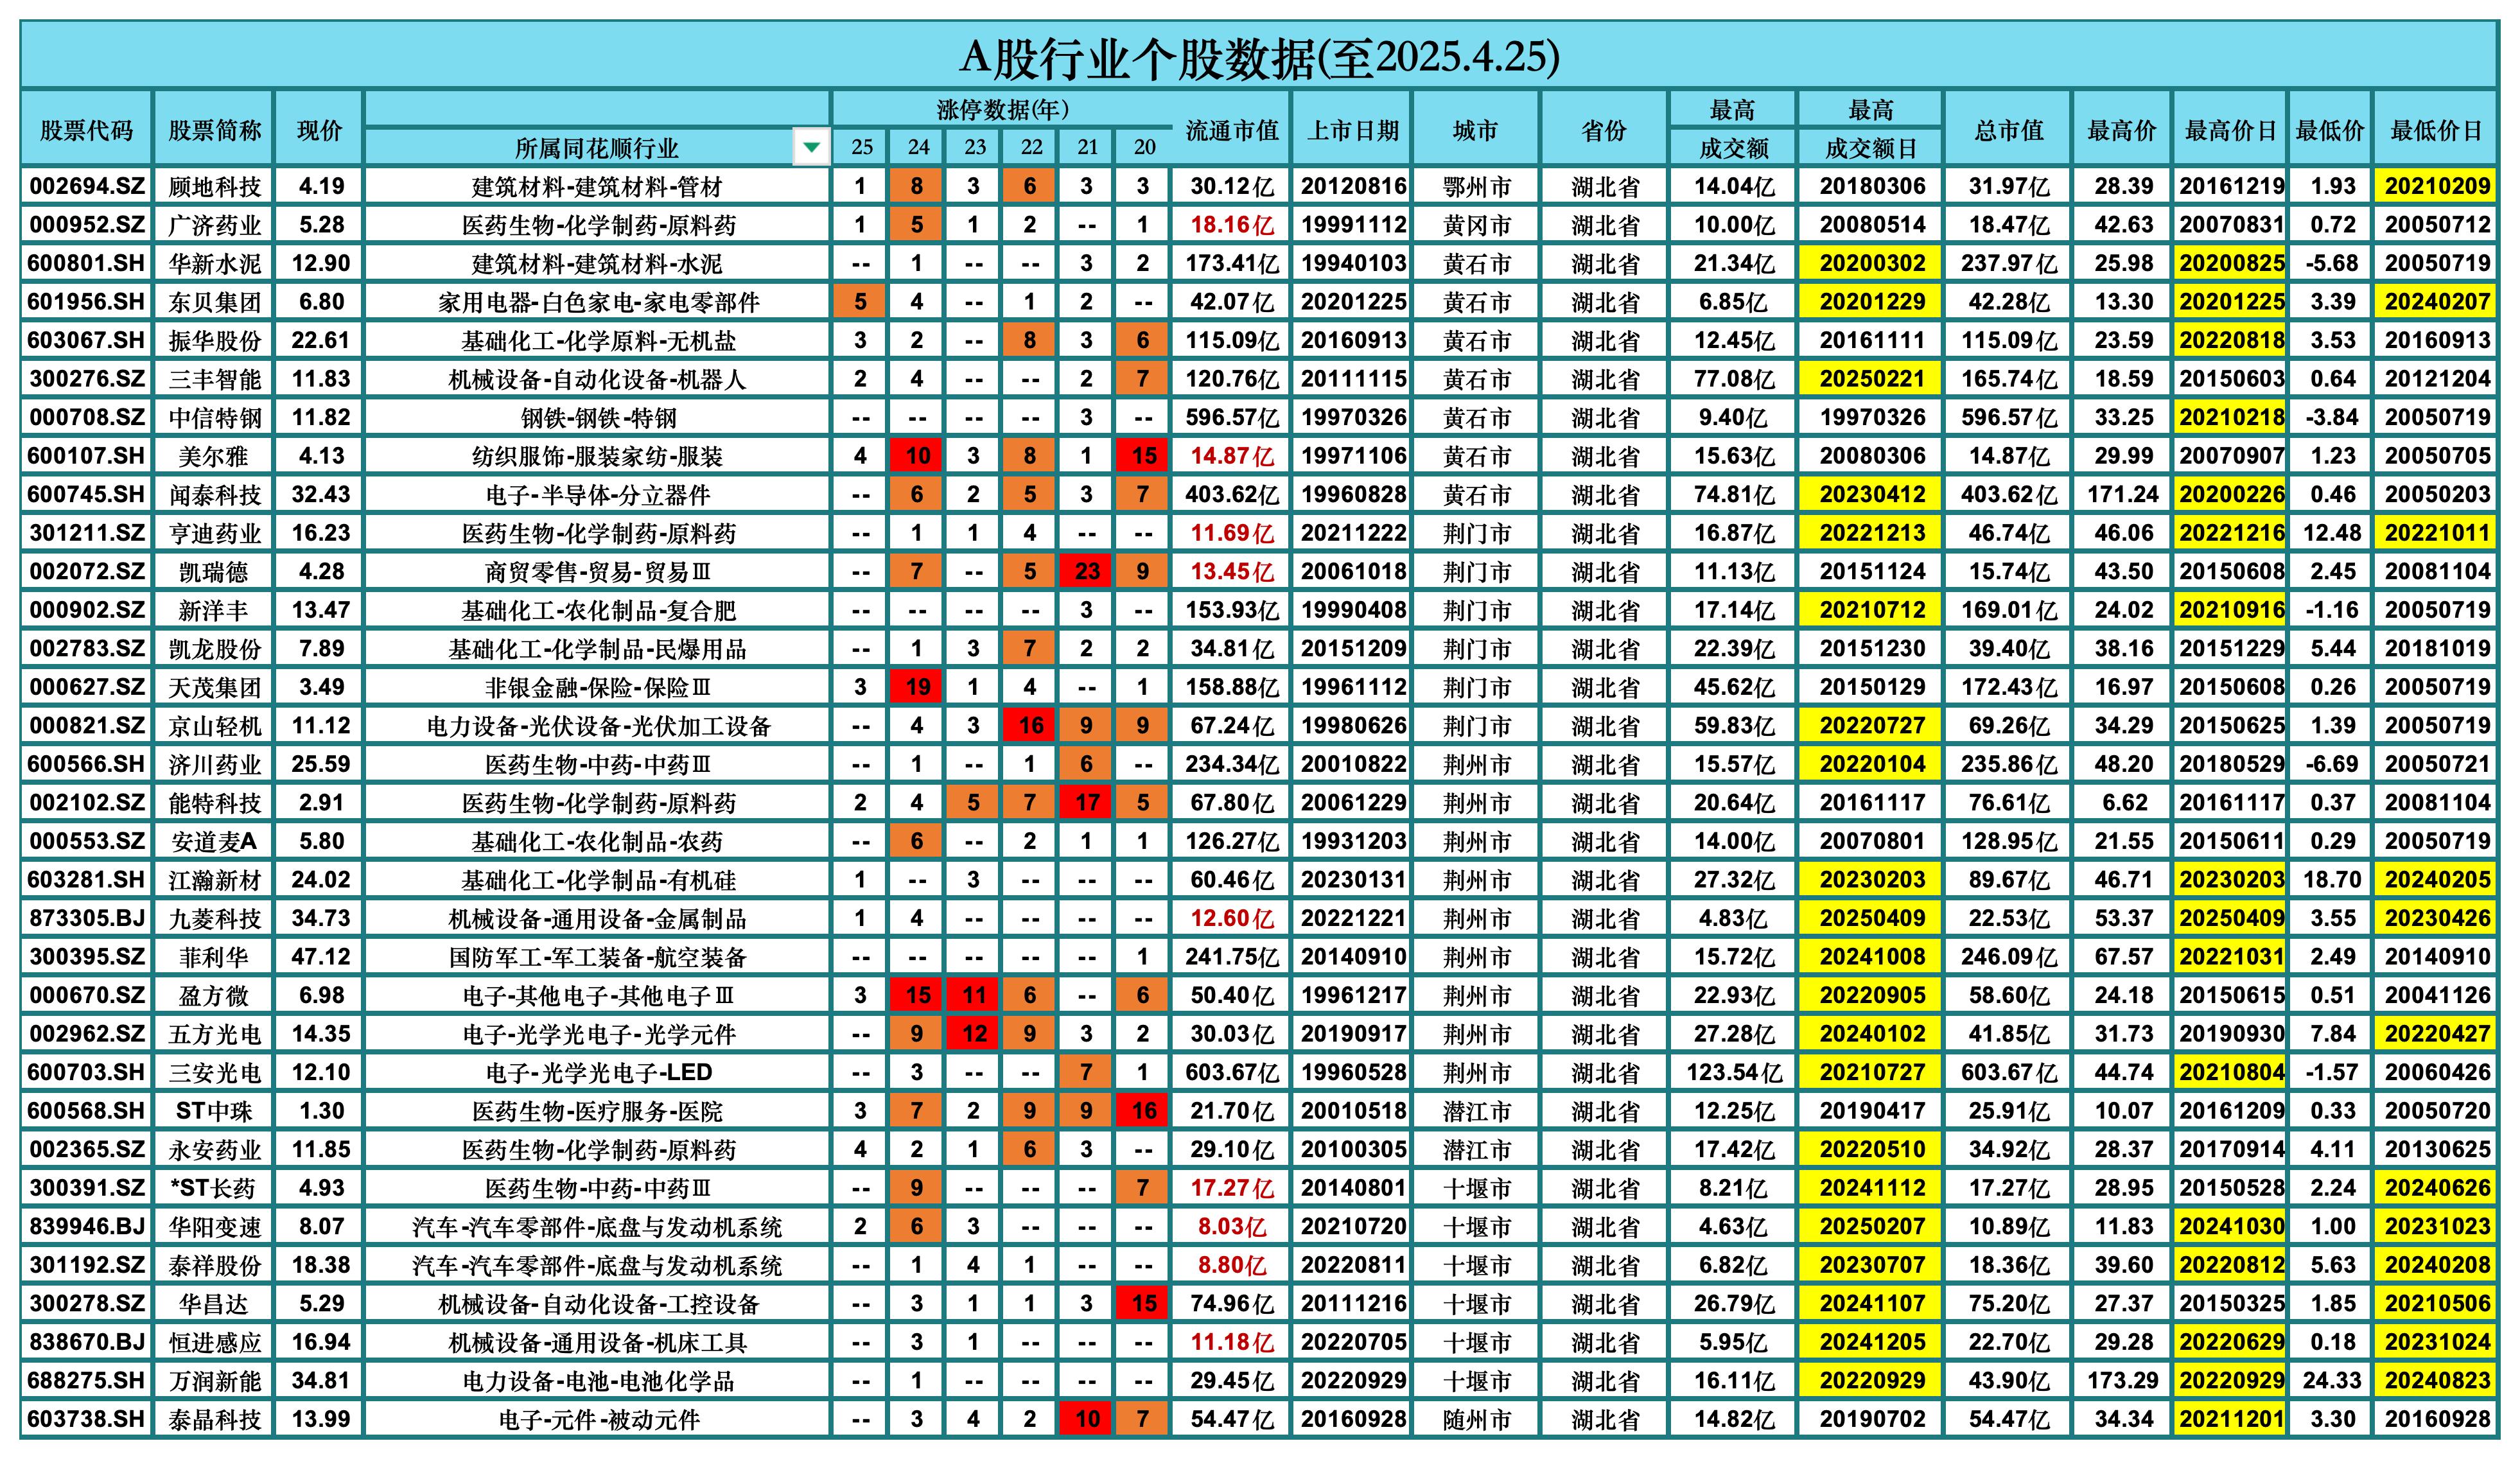 A股行业个股数据(至2025.4.25)
股票代码 股票简称 现价 所属同花顺行业 涨停数据(年) 25 24 23 22 21 20 流通市值 上市日期 城市 省份 最高成交额 最高成交额日 总市值 最高价 最高价日 最低价 最低价日
002694.SZ 顾地科技 4.19 建筑材料-建筑材料-管材 1 8 3 6 3 3 30.12亿 20120816 鄂州市 湖北省 14.04亿 20180306 31.97亿 28.39 20161219 1.93 20210209
000952.SZ 广济药业 5.28 医药生物-化学制药-原料药 1 5 1 2 -- 1 18.16亿 19991112 黄冈市 湖北省 10.00亿 20080514 18.47亿 42.63 20070831 0.72 20050712
600801.SH 华新水泥 12.90 建筑材料-建筑材料-水泥 -- 1 -- -- 3 2 173.41亿 19940103 黄石市 湖北省 21.34亿 20200302 237.97亿 25.98 20200825 -5.68 20050719
601956.SH 东贝集团 6.80 家用电器-白色家电-家电零部件 5 4 -- 1 2 -- 42.07亿 20201225 黄石市 湖北省 6.85亿 20201229 42.28亿 13.30 20201225 3.39 20240207
603067.SH 振华股份 22.61 基础化工-化学原料-无机盐 3 2 -- 8 3 6 115.09亿 20160913 黄石市 湖北省 12.45亿 20161111 115.09亿 23.59 20220818 3.53 20160913
300276.SZ 三丰智能 11.83 机械设备-自动化设备-机器人 2 4 -- -- 2 7 120.76亿 20111115 黄石市 湖北省 77.08亿 20250221 165.74亿 18.59 20150603 0.64 20121204
000708.SZ 中信特钢 11.82 钢铁-钢铁-特钢 -- -- -- -- 3 -- 596.57亿 19970326 黄石市 湖北省 9.40亿 19970326 596.57亿 33.25 20210218 -3.84 20050719
600107.SH 美尔雅 4.13 纺织服饰-服装家纺-服装 4 10 3 8 1 15 14.87亿 19971106 黄石市 湖北省 15.63亿 20080306 14.87亿 29.99 20070907 1.23 20050705
600745.SH 闻泰科技 32.43 电子-半导体-分立器件 -- 6 2 5 3 7 403.62亿 19960828 黄石市 湖北省 74.81亿 20230412 403.62亿 171.24 20200226 0.46 20050203
301211.SZ 亨迪药业 16.23 医药生物-化学制药-原料药 -- 1 1 4 -- -- 11.69亿 20211222 荆门市 湖北省 16.87亿 20221213 46.74亿 46.06 20221216 12.48 20221011
002072.SZ 凯瑞德 4.28 商贸零售-贸易-贸易Ⅲ -- 7 -- 5 23 9 13.45亿 20061018 荆门市 湖北省 11.13亿 20151124 15.74亿 43.50 20150608 2.45 20081104
000902.SZ 新洋丰 13.47 基础化工-农化制品-复合肥 -- -- -- -- 3 -- 153.93亿 19990408 荆门市 湖北省 17.14亿 20210712 169.01亿 24.02 20210916 -1.16 20050719
002783.SZ 凯龙股份 7.89 基础化工-化学制品-民爆用品 -- 1 3 7 2 2 34.81亿 20151209 荆门市 湖北省 22.39亿 20151230 39.40亿 38.16 20151229 5.44 20181019
000627.SZ 天茂集团 3.49 非银金融-保险-保险Ⅲ 3 19 1 4 -- 1 158.88亿 19961112 荆门市 湖北省 45.62亿 20150129 172.43亿 16.97 20150608 0.26 20050719
000821.SZ 京山轻机 11.12 电力设备-光伏设备-光伏加工设备 -- 4 3 16 9 9 67.24亿 19980626 荆门市 湖北省 59.83亿 20220727 69.26亿 34.29 20150625 1.39 20050719
600566.SH 济川药业 25.59 医药生物-中药-中药Ⅲ -- 1 -- 1 6 -- 234.34亿 20010822 荆州市 湖北省 15.57亿 20220104 235.86亿 48.20 20180529 -6.69 20050721
002102.SZ 能特科技 2.91 医药生物-化学制药-原料药 2 4 5 7 17 5 67.80亿 20061229 荆州市 湖北省 20.64亿 20161117 76.61亿 6.62 20161117 0.37 20081104
000553.SZ 安道麦A 5.80 基础化工-农化制品-农药 -- 6 -- 2 1 1 126.27亿 19931203 荆州市 湖北省 14.00亿 20070801 128.95亿 21.55 20150611 0.29 20050719
603281.SH 江瀚新材 24.02 基础化工-化学制品-有机硅 1 -- 3 -- -- -- 60.46亿 20230131 荆州市 湖北省 27.32亿 20230203 89.67亿 46.71 20230203 18.70 20240205
873305.BJ 九菱科技 34.73 机械设备-通用设备-金属制品 1 4 -- -- -- -- 12.60亿 20221221 荆州市 湖北省 4.83亿 20250409 22.53亿 53.37 20250409 3.55 20230426
300395.SZ 菲利华 47.12 国防军工-军工装备-航空装备 -- -- -- -- -- 1 241.75亿 20140910 荆州市 湖北省 15.72亿 20241008 246.09亿 67.57 20221031 2.49 20140910
000670.SZ 盈方微 6.98 电子-其他电子-其他电子Ⅲ 3 15 11 6 -- 6 50.40亿 19961217 荆州市 湖北省 22.93亿 20220905 58.60亿 24.18 20150615 0.51 20041126
002962.SZ 五方光电 14.35 电子-光学光电子-光学元件 -- 9 12 9 3 2 30.03亿 20190917 荆州市 湖北省 27.28亿 20240102 41.85亿 31.73 20190930 7.84 20220427
600703.SH 三安光电 12.10 电子-光学光电子-LED -- 3 -- -- 7 1 603.67亿 19960528 荆州市 湖北省 123.54亿 20210727 603.67亿 44.74 20210804 -1.57 20060426
600568.SH ST中珠 1.30 医药生物-医疗服务-医院 3 7 2 9 9 16 21.70亿 20010518 潜江市 湖北省 12.25亿 20190417 25.91亿 10.07 20161209 0.33 20050720
002365.SZ 永安药业 11.85 医药生物-化学制药-原料药 4 2 1 6 3 -- 29.10亿 20100305 潜江市 湖北省 17.42亿 20220510 34.92亿 28.37 20170914 4.11 20130625
300391.SZ *ST长药 4.93 医药生物-中药-中药Ⅲ -- 9 -- -- -- 7 17.27亿 20140801 十堰市 湖北省 8.21亿 20241112 17.27亿 28.95 20150528 2.24 20240626
839946.BJ 华阳变速 8.07 汽车-汽车零部件-底盘与发动机系统 2 6 3 -- -- -- 8.03亿 20210720 十堰市 湖北省 4.63亿 20250207 10.89亿 11.83 20241030 1.00 20231023
301192.SZ 泰祥股份 18.38 汽车-汽车零部件-底盘与发动机系统 -- 1 4 1 -- -- 8.80亿 20220811 十堰市 湖北省 6.82亿 20230707 18.36亿 39.60 20220812 5.63 20240208
300278.SZ 华昌达 5.29 机械设备-自动化设备-工控设备 -- 3 1 1 3 15 74.96亿 20111216 十堰市 湖北省 26.79亿 20241107 75.20亿 27.37 20150325 1.85 20210506
838670.BJ 恒进感应 16.94 机械设备-通用设备-机床工具 -- 3 1 -- -- -- 11.18亿 20220705 十堰市 湖北省 5.95亿 20241205 22.70亿 29.28 20220629 0.18 20231024
688275.SH 万润新能 34.81 电力设备-电池-电池化学品 -- 1 -- -- -- -- 29.45亿 20220929 十堰市 湖北省 16.11亿 20220929 43.90亿 173.29 20220929 24.33 20240823
603738.SH 泰晶科技 13.99 电子-元件-被动元件 -- 3 4 2 10 7 54.47亿 20160928 随州市 湖北省 14.82亿 20190702 54.47亿 34.34 20211201 3.30 20160928